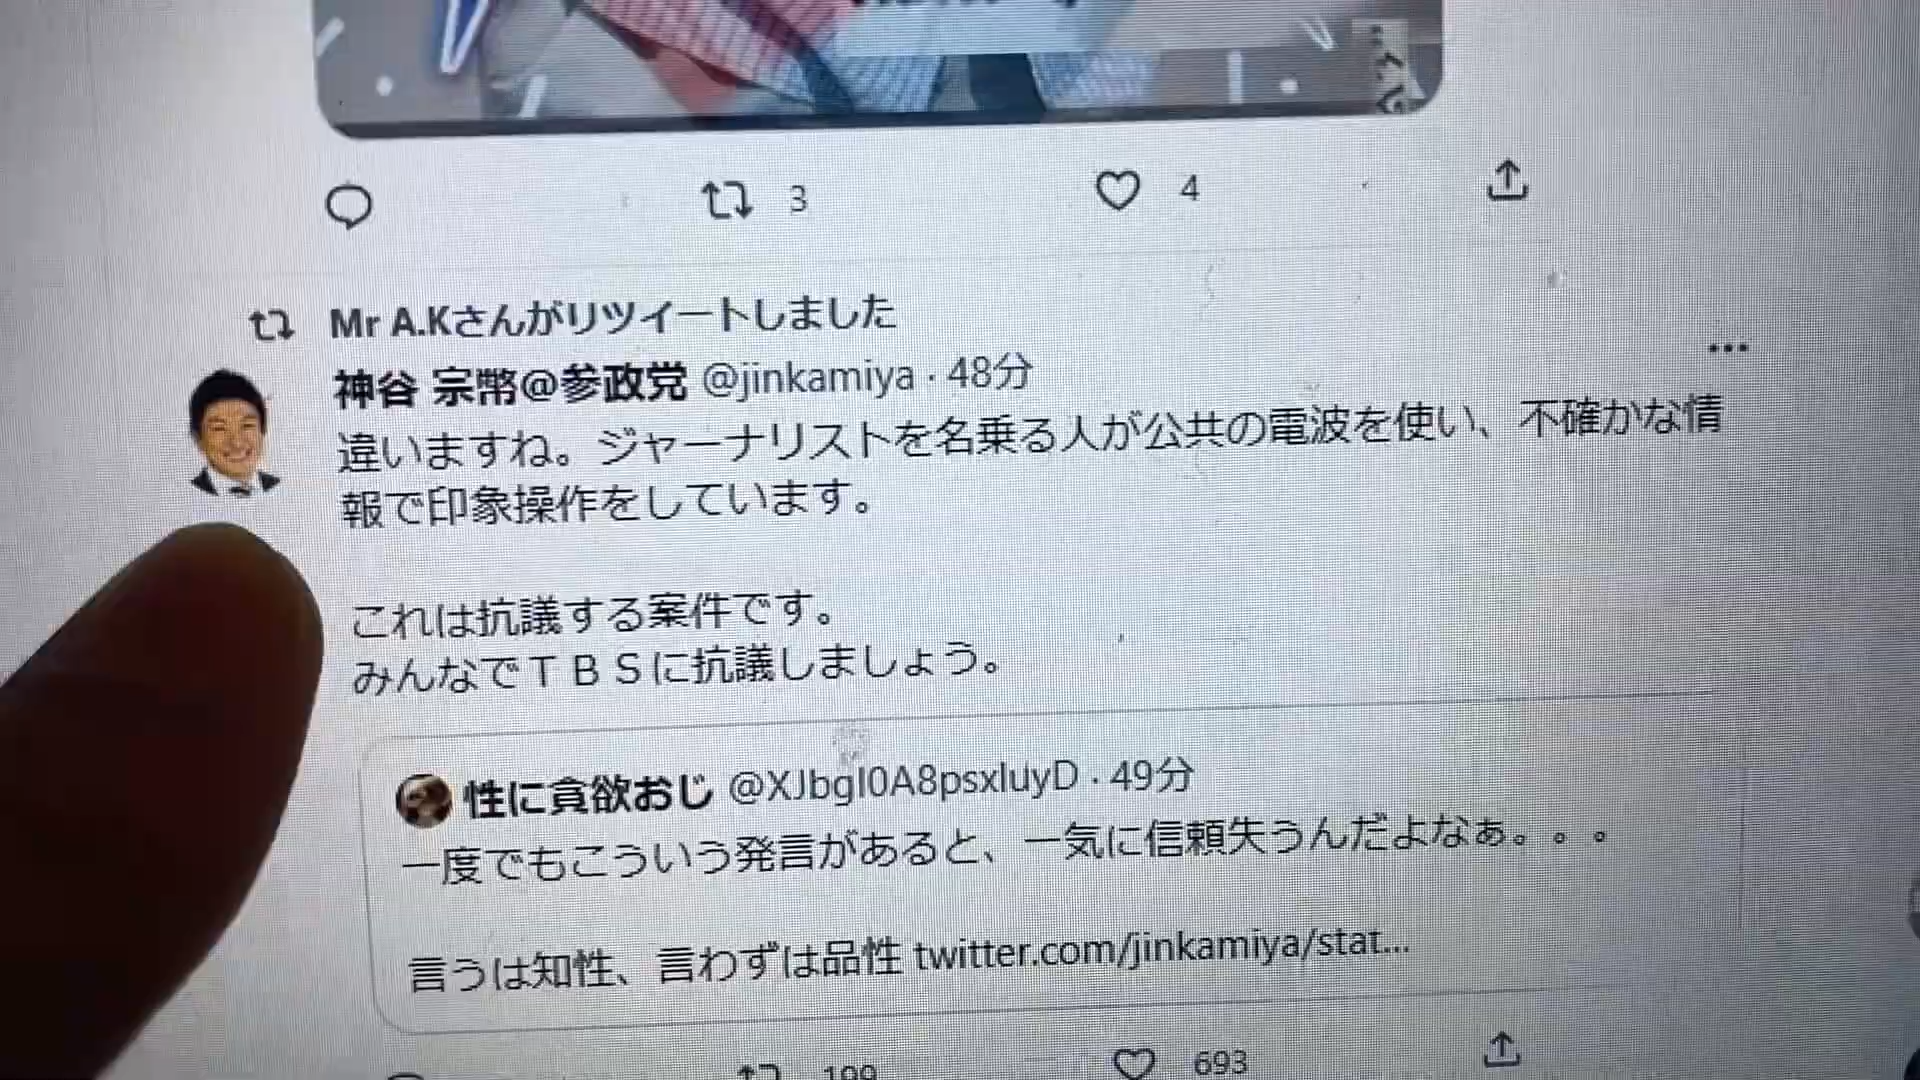 3
4
Mr A.Kさんがリツイートしました
神谷 宗幣@参政党 @jinkamiya · 48分
違いますね。ジャーナリストを名乗る人が公共の電波を使い、不確かな情
報で印象操作をしています。
これは抗議する案件です。
みんなでTBSに抗議しましょう。
性に貪欲おじ @XJbgI0A8psxluyD · 49分
一度でもこういう発言があると、一気に信頼失うんだよなぁ。。。
言うは知性、言わずは品性 twitter.com/jinkamiya/stat...
199
693